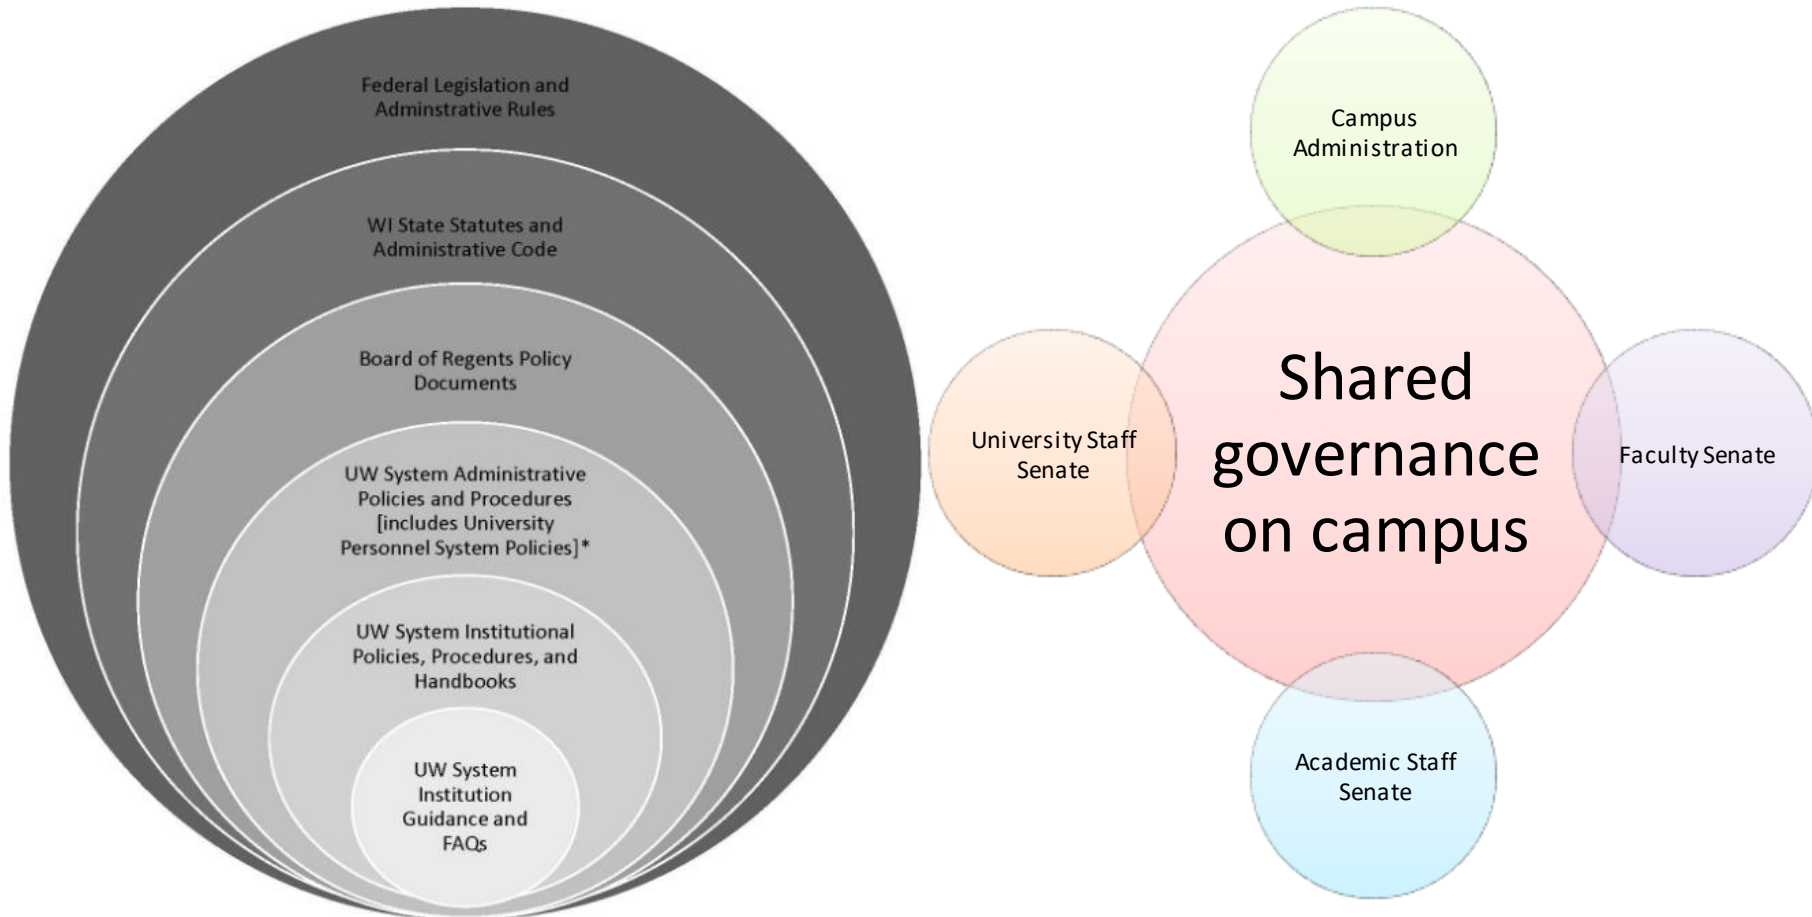 Federal Legislation and
Adminstrative Rules
WI State Statutes and
Administrative Code
Board of Regents Policy
Documents
UW System Administrative
Policies and Procedures
[includes University
Personnel System Policies]*
UW System Institutional
Policies, Procedures, and
Handbooks
UW System
Institution
Guidance and
FAQs
Campus
Administration
University Staff
Senate
Shared
governance
on campus
Faculty Senate
Academic Staff
Senate